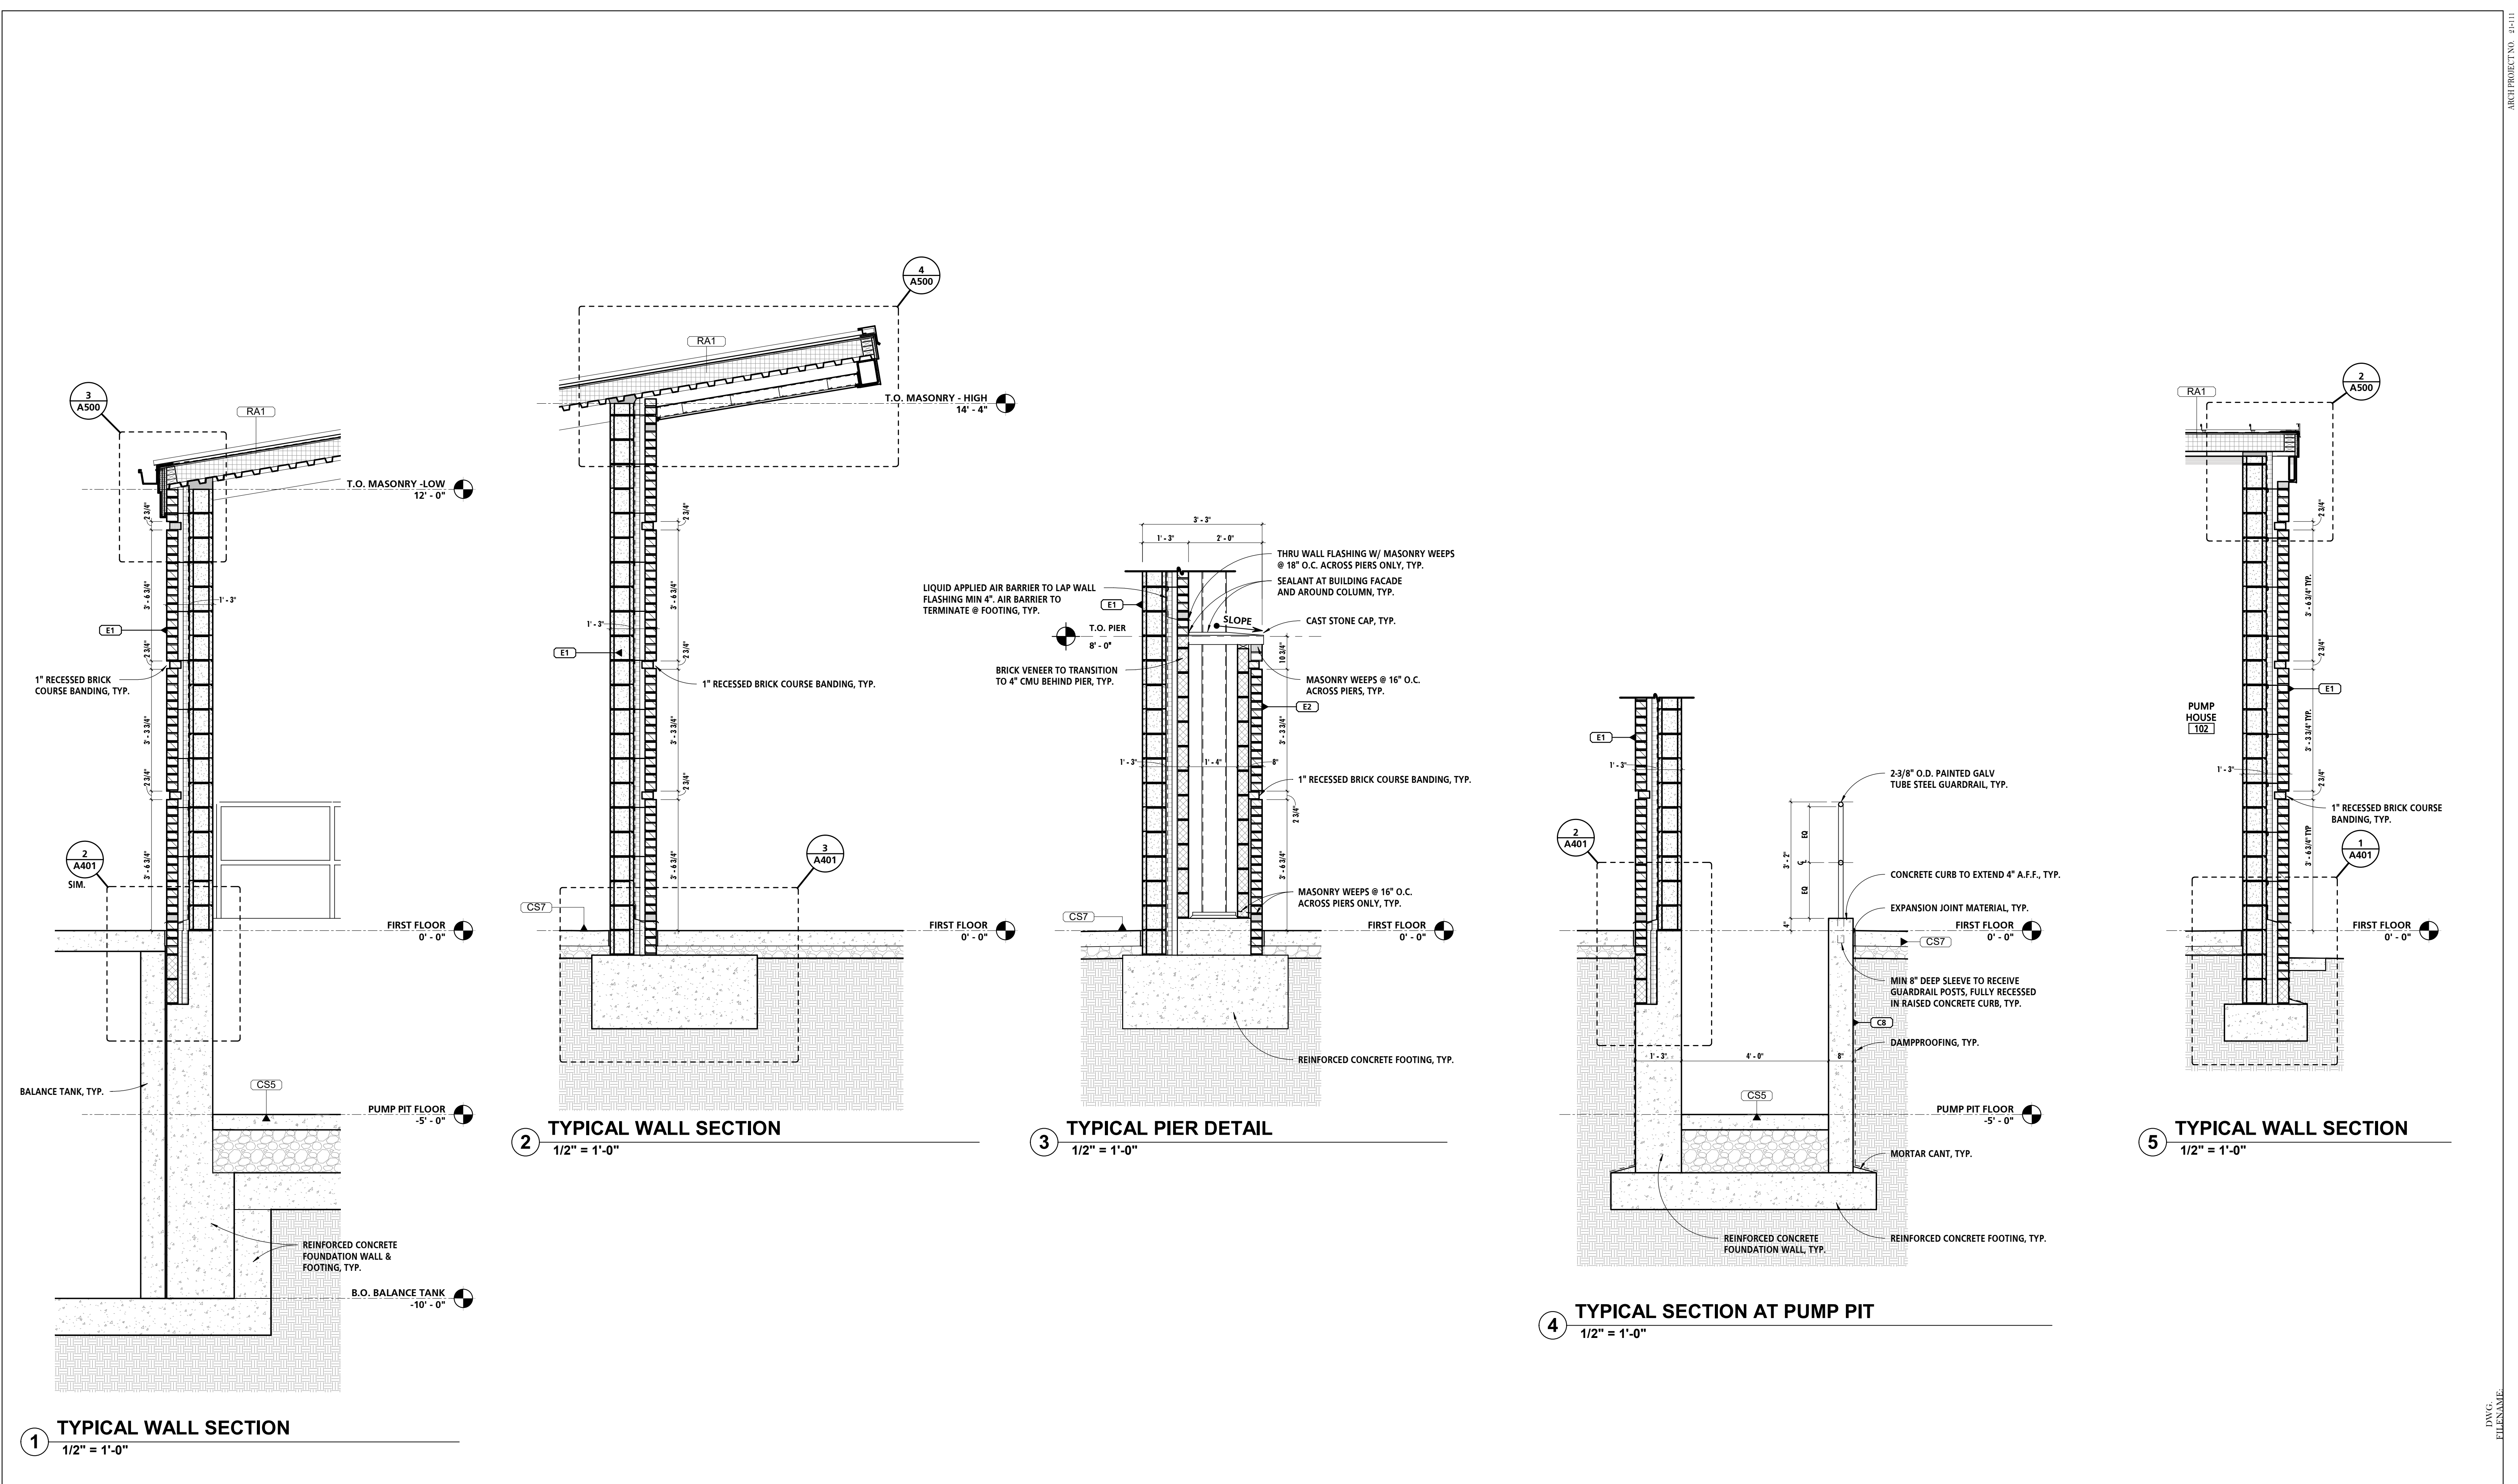 ARCH PROJECT NO. 21-111
3
A500
RA1
T.O. MASONRY -LOW
12' - 0"
2 3/4"
3' - 6 3/4"
1' - 3"
E1
2 3/4"
1" RECESSED BRICK
COURSE BANDING, TYP.
3' - 3 3/4"
2 3/4"
2
A401
SIM.
3' - 6 3/4"
FIRST FLOOR
0' - 0"
CS5
BALANCE TANK, TYP.
PUMP PIT FLOOR
-5' - 0"
REINFORCED CONCRETE
FOUNDATION WALL &
FOOTING, TYP.
B.O. BALANCE TANK
-10' - 0"
1
TYPICAL WALL SECTION
1/2" = 1'-0"
4
A500
RA1
T.O. MASONRY - HIGH
14' - 4"
2 3/4"
3' - 6 3/4"
1' - 3"
E1
2 3/4"
1" RECESSED BRICK COURSE BANDING, TYP.
3' - 3 3/4"
2 3/4"
3
A401
3' - 6 3/4"
CS7
FIRST FLOOR
0' - 0"
2
TYPICAL WALL SECTION
1/2" = 1'-0"
3' - 3"
1' - 3"
2' - 0"
THRU WALL FLASHING W/ MASONRY WEEPS
@ 18" O.C. ACROSS PIERS ONLY, TYP.
SEALANT AT BUILDING FACADE
AND AROUND COLUMN, TYP.
LIQUID APPLIED AIR BARRIER TO LAP WALL
FLASHING MIN 4". AIR BARRIER TO
TERMINATE @ FOOTING, TYP.
E1
SLOPE
CAST STONE CAP, TYP.
T.O. PIER
8' - 0"
10 3/4"
BRICK VENEER TO TRANSITION
TO 4" CMU BEHIND PIER, TYP.
MASONRY WEEPS @ 16" O.C.
ACROSS PIERS, TYP.
E2
3' - 3 3/4"
1' - 3"
1' - 4"
8"
1" RECESSED BRICK COURSE BANDING, TYP.
2 3/4"
3' - 6 3/4"
MASONRY WEEPS @ 16" O.C.
ACROSS PIERS ONLY, TYP.
CS7
FIRST FLOOR
0' - 0"
REINFORCED CONCRETE FOOTING, TYP.
3
TYPICAL PIER DETAIL
1/2" = 1'-0"
E1
1' - 3"
2-3/8" O.D. PAINTED GALV
TUBE STEEL GUARDRAIL, TYP.
2
A401
EQ
3' - 2"
EQ
CONCRETE CURB TO EXTEND 4" A.F.F., TYP.
4"
EXPANSION JOINT MATERIAL, TYP.
FIRST FLOOR
0' - 0"
CS7
MIN 8" DEEP SLEEVE TO RECEIVE
GUARDRAIL POSTS, FULLY RECESSED
IN RAISED CONCRETE CURB, TYP.
C8
DAMPPROOFING, TYP.
1' - 3"
4' - 0"
8"
CS5
PUMP PIT FLOOR
-5' - 0"
MORTAR CANT, TYP.
REINFORCED CONCRETE
FOUNDATION WALL, TYP.
REINFORCED CONCRETE FOOTING, TYP.
4
TYPICAL SECTION AT PUMP PIT
1/2" = 1'-0"
2
A500
RA1
2 3/4"
3' - 6 3/4" TYP.
2 3/4"
E1
PUMP
HOUSE
102
3' - 3 3/4" TYP.
1' - 3"
2 3/4"
1" RECESSED BRICK COURSE
BANDING, TYP.
3' - 6 3/4" TYP
1
A401
FIRST FLOOR
0' - 0"
5
TYPICAL WALL SECTION
1/2" = 1'-0"
DWG.
FILENAME: